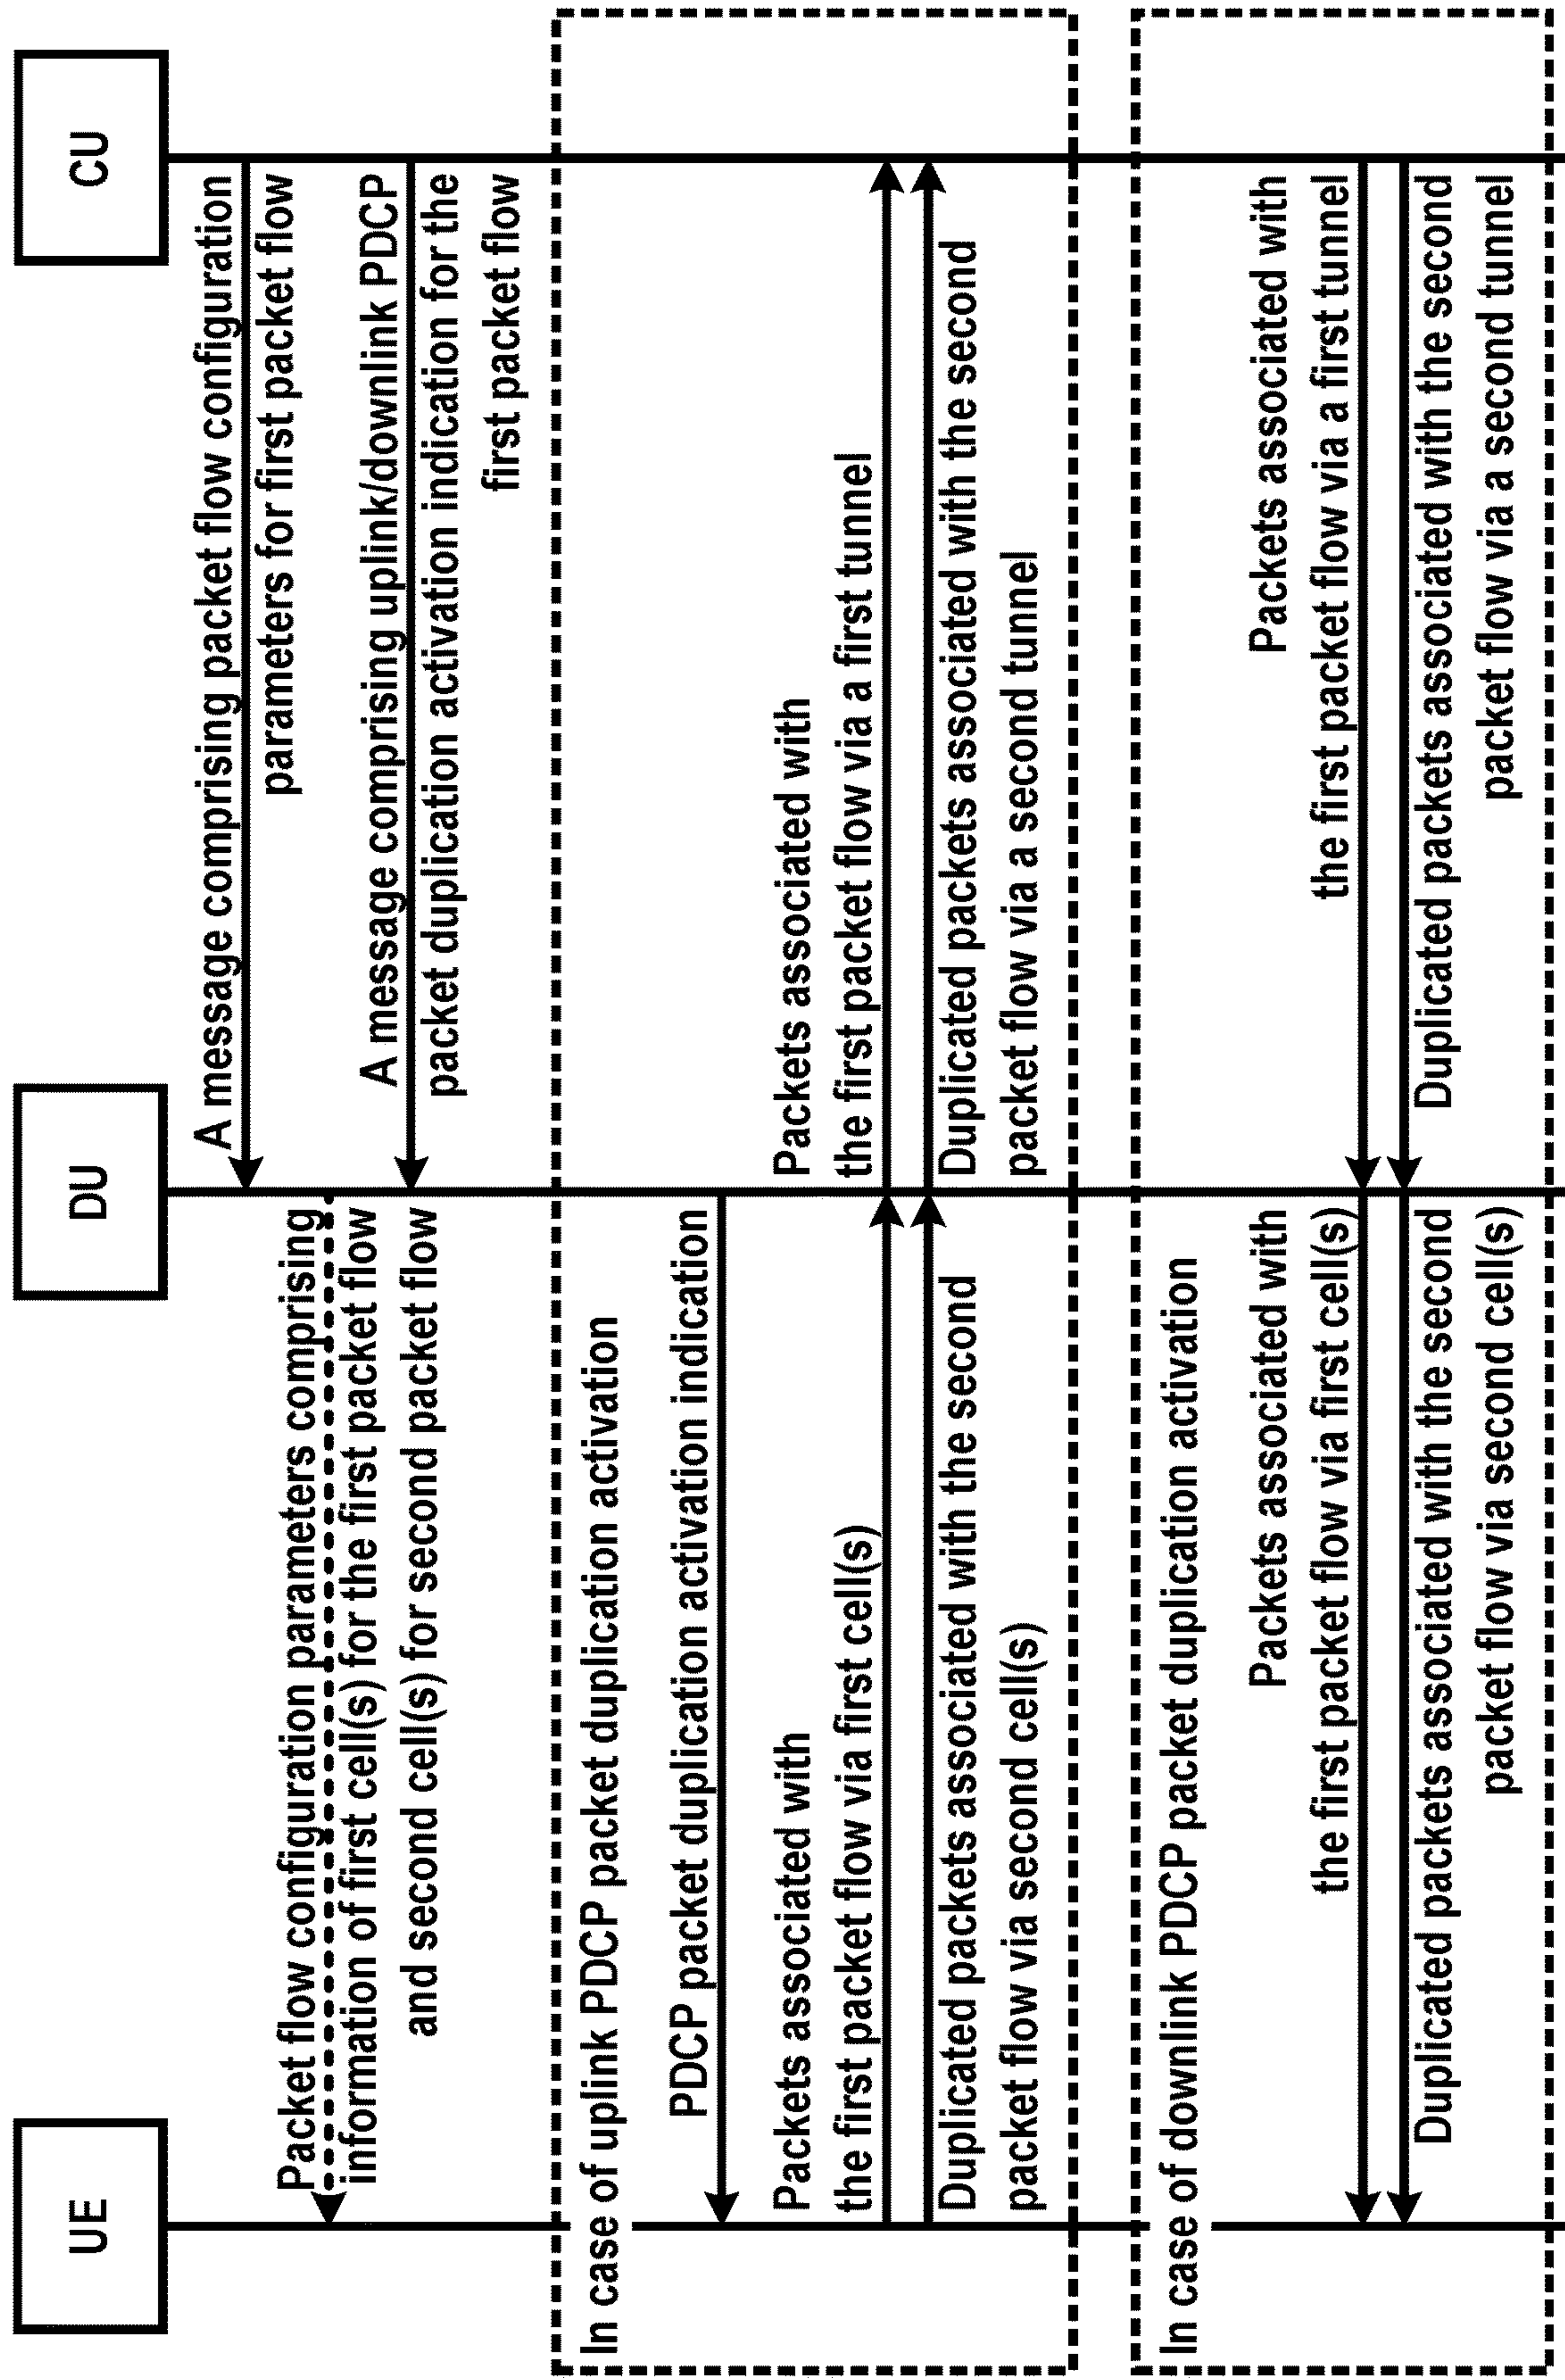 UE
DU
CU
A message comprising packet flow configuration
parameters for first packet flow
Packet flow configuration parameters comprising
information of first cell(s) for the first packet flow
and second cell(s) for second packet flow
A message comprising uplink/downlink PDCP
packet duplication activation indication for the
first packet flow
In case of uplink PDCP packet duplication activation
PDCP packet duplication activation indication
Packets associated with
the first packet flow via first cell(s)
Duplicated packets associated with the second
packet flow via second cell(s)
Packets associated with
the first packet flow via a first tunnel
Duplicated packets associated with the second
packet flow via a second tunnel
In case of downlink PDCP packet duplication activation
Packets associated with
the first packet flow via first cell(s)
Duplicated packets associated with the second
packet flow via second cell(s)
Packets associated with
the first packet flow via a first tunnel
Duplicated packets associated with the second
packet flow via a second tunnel